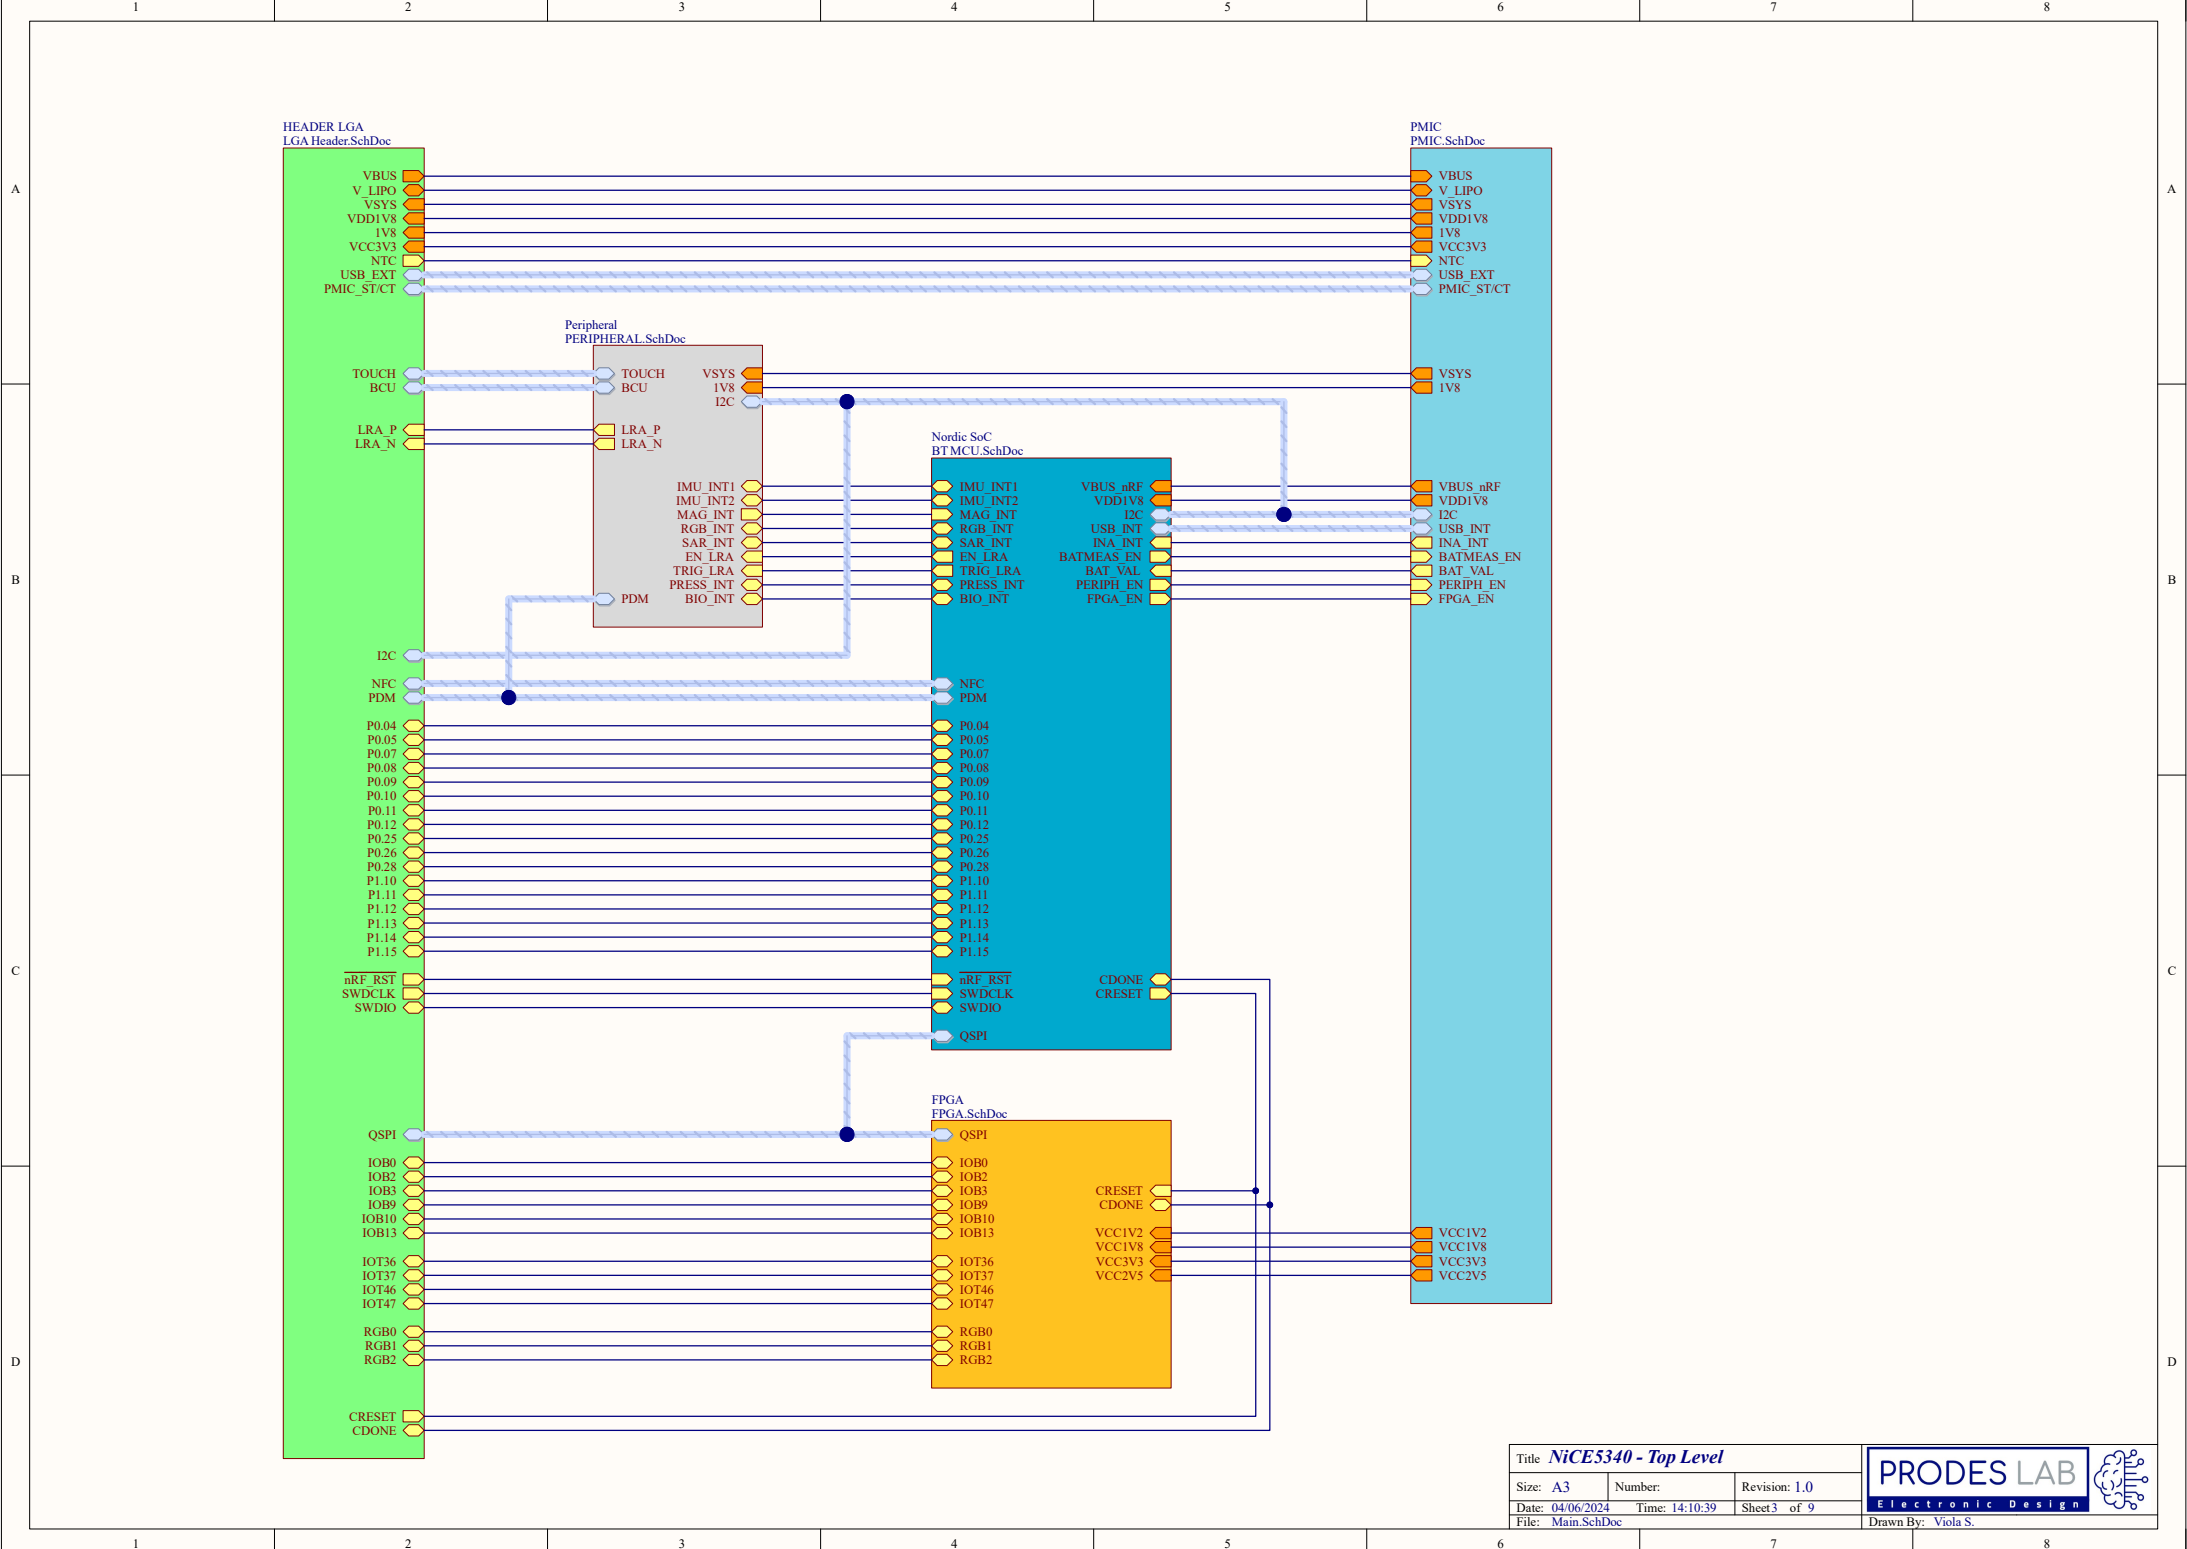 1 2 3 4 5 6 7 8
A A
B B
C C
D D
HEADER LGA
LGA Header.SchDoc
VBUS
V_LIPO
VSYS
VDD1V8
1V8
VCC3V3
NTC
USB_EXT
PMIC_ST/CT
TOUCH
BCU
LRA_P
LRA_N
I2C
NFC
PDM
P0.04
P0.05
P0.07
P0.08
P0.09
P0.10
P0.11
P0.12
P0.25
P0.26
P0.28
P1.10
P1.11
P1.12
P1.13
P1.14
P1.15
nRF_RST
SWDCLK
SWDIO
QSPI
IOB0
IOB2
IOB3
IOB9
IOB10
IOB13
IOT36
IOT37
IOT46
IOT47
RGB0
RGB1
RGB2
CRESET
CDONE
Peripheral
PERIPHERAL.SchDoc
TOUCH
BCU
LRA_P
LRA_N
PDM
VSYS
1V8
I2C
IMU_INT1
IMU_INT2
MAG_INT
RGB_INT
SAR_INT
EN_LRA
TRIG_LRA
PRESS_INT
BIO_INT
Nordic SoC
BT MCU.SchDoc
IMU_INT1
IMU_INT2
MAG_INT
RGB_INT
SAR_INT
EN_LRA
TRIG_LRA
PRESS_INT
BIO_INT
NFC
PDM
P0.04
P0.05
P0.07
P0.08
P0.09
P0.10
P0.11
P0.12
P0.25
P0.26
P0.28
P1.10
P1.11
P1.12
P1.13
P1.14
P1.15
nRF_RST
SWDCLK
SWDIO
QSPI
VBUS_nRF
VDD1V8
I2C
USB_INT
INA_INT
BATMEAS_EN
BAT_VAL
PERIPH_EN
FPGA_EN
CDONE
CRESET
FPGA
FPGA.SchDoc
QSPI
IOB0
IOB2
IOB3
IOB9
IOB10
IOB13
IOT36
IOT37
IOT46
IOT47
RGB0
RGB1
RGB2
CRESET
CDONE
VCC1V2
VCC1V8
VCC3V3
VCC2V5
PMIC
PMIC.SchDoc
VBUS
V_LIPO
VSYS
VDD1V8
1V8
VCC3V3
NTC
USB_EXT
PMIC_ST/CT
VSYS
1V8
VBUS_nRF
VDD1V8
I2C
USB_INT
INA_INT
BATMEAS_EN
BAT_VAL
PERIPH_EN
FPGA_EN
VCC1V2
VCC1V8
VCC3V3
VCC2V5
Title NiCE5340 - Top Level
Size: A3 Number: Revision: 1.0
Date: 04/06/2024 Time: 14:10:39 Sheet3 of 9
File: Main.SchDoc
PRODES LAB
Electronic Design
Drawn By: Viola S.
1 2 3 4 5 6 7 8